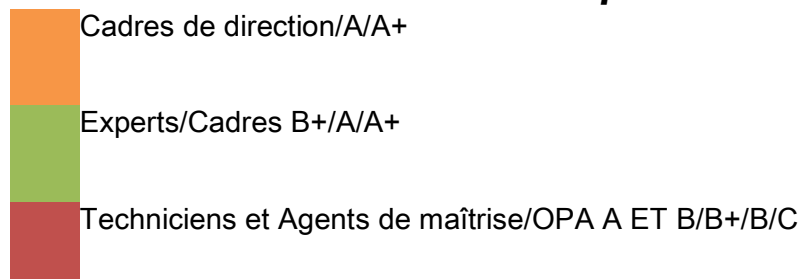 Cadres de direction/A/A+
Experts/Cadres B+/A/A+
Techniciens et Agents de maîtrise/OPA A ET B/B+/B/C